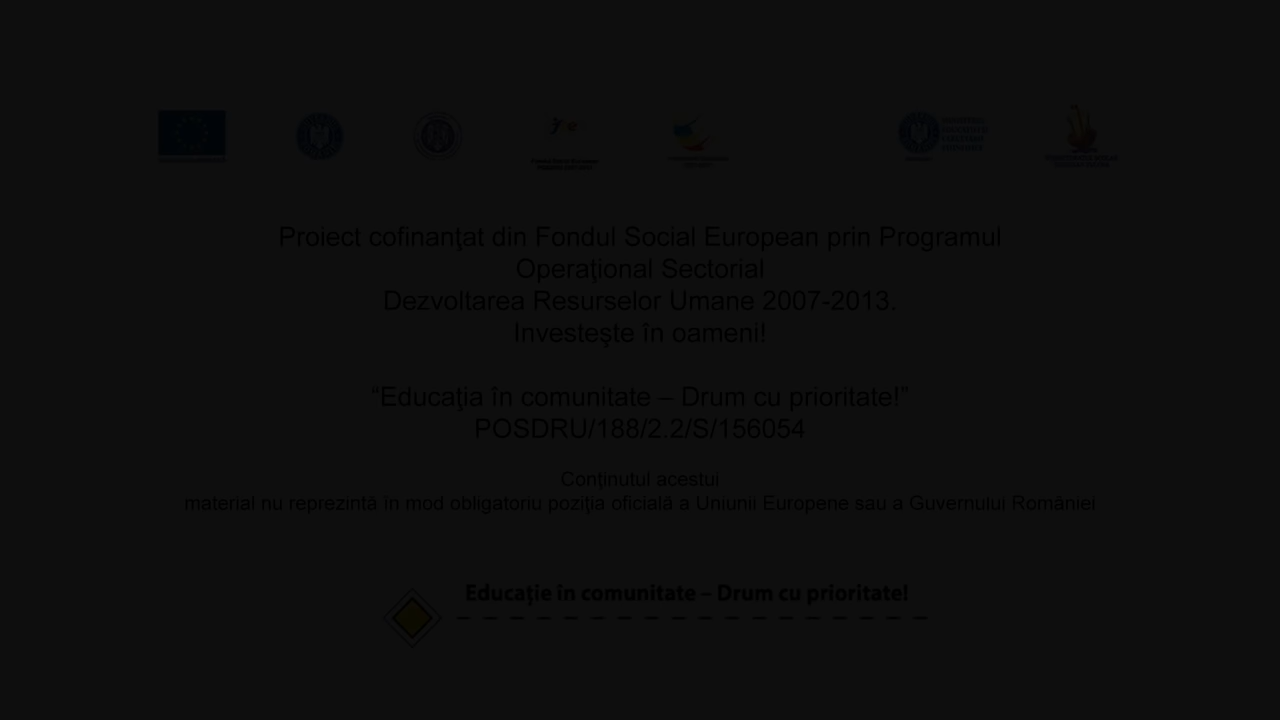 Proiect cofinanţat din Fondul Social European prin Programul
Operaţional Sectorial
Dezvoltarea Resurselor Umane 2007-2013.
Investeşte în oameni!
“Educaţia în comunitate – Drum cu prioritate!”
POSDRU/188/2.2/S/156054
Conţinutul acestui
material nu reprezintă în mod obligatoriu poziţia oficială a Uniunii Europene sau a Guvernului României
Educaţie în comunitate – Drum cu prioritate!